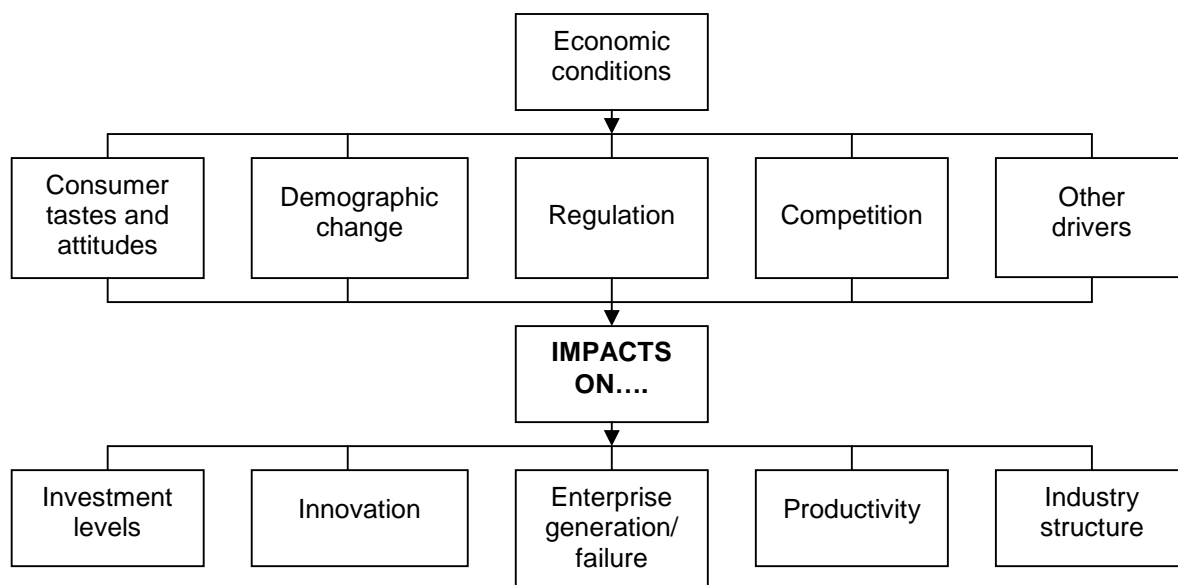 Economic
conditions
Consumer
tastes and
attitudes
Demographic
change
Regulation
Competition
Other
drivers
IMPACTS
ON….
Investment
levels
Innovation
Enterprise
generation/
failure
Productivity
Industry
structure